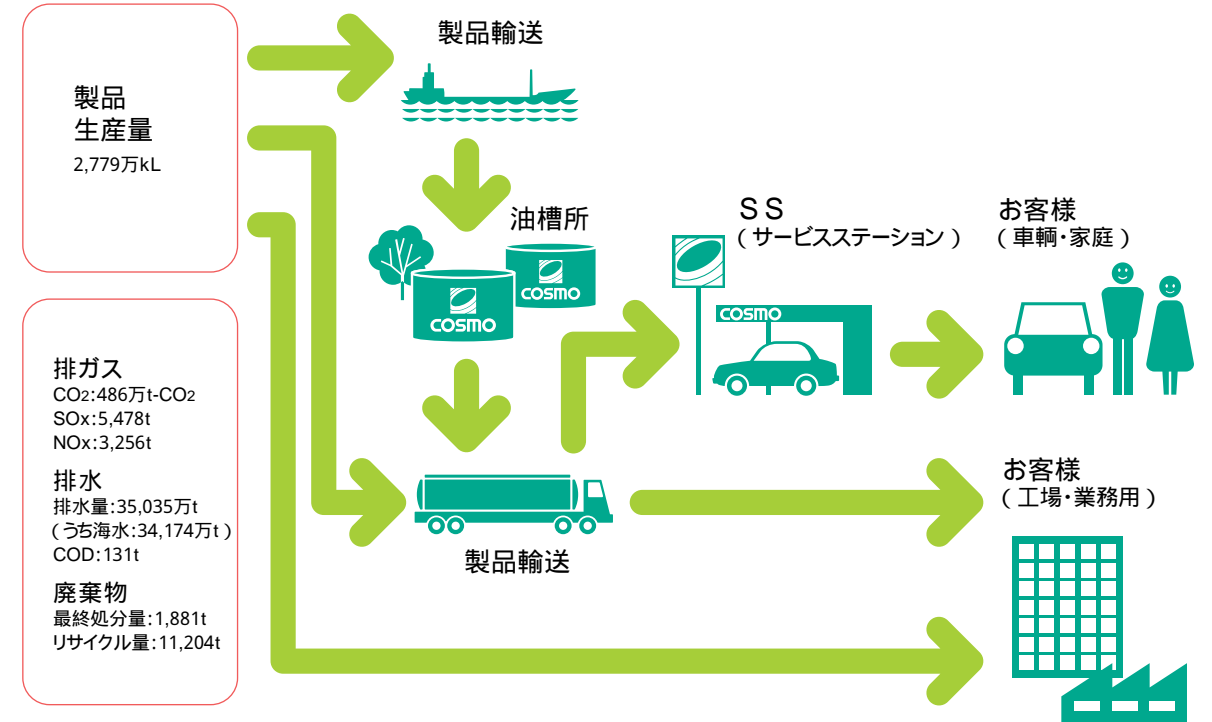 製品
生産量
2,779万kL
排ガス
CO2:486万t-CO2
SOx:5,478t
NOx:3,256t
排水
排水量:35,035万t
(うち海水:34,174万t)
COD:131t
廃棄物
最終処分量:1,881t
リサイクル量:11,204t
製品輸送
油槽所
COSMO
COSMO
製品輸送
SS
(サービスステーション)
COSMO
お客様
(車輌・家庭)
お客様
(工場・業務用)